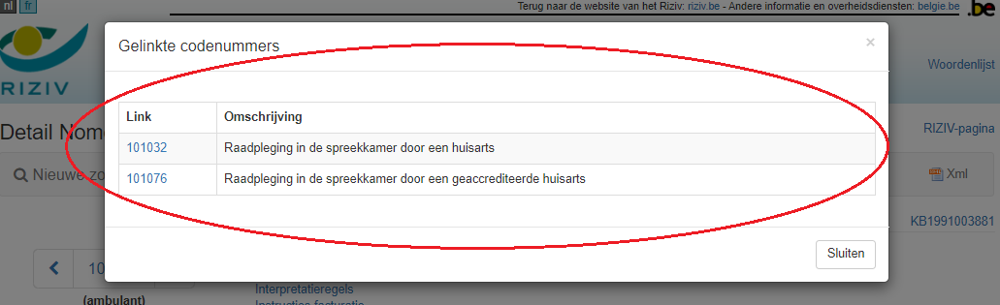 nl fr
Terug naar de website van het Riziv: riziv.be - Andere informatie en overheidsdiensten: belgie.be
.be
Gelinkte codenummers ×
RIZIV
Woordenlijst
Link Omschrijving
Detail Nom
RIZIV-pagina
101032 Raadpleging in de spreekkamer door een huisarts
Nieuwe zo
Xml
101076 Raadpleging in de spreekkamer door een geaccrediteerde huisarts
KB1991003881
Sluiten
10
Interpretatieregels
(ambulant)
Instructies facturatie